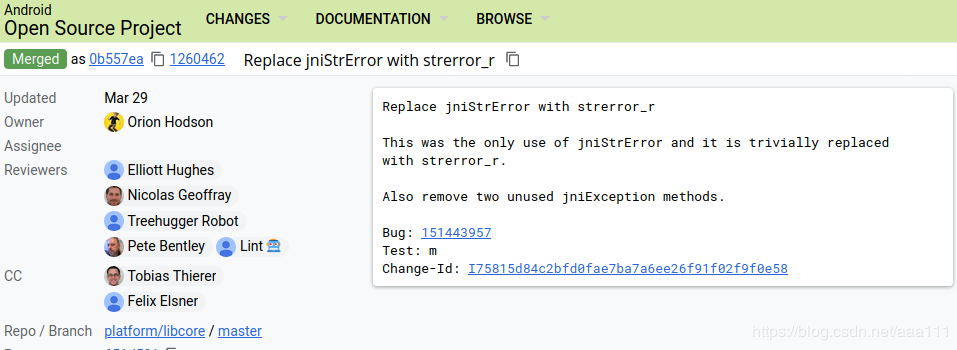 Android
Open Source Project
CHANGES DOCUMENTATION BROWSE
Merged as 0b557ea 1260462 Replace jniStrError with strerror_r
Updated Mar 29
Owner Orion Hodson
Assignee
Reviewers Elliott Hughes
Nicolas Geoffray
Treehugger Robot
Pete Bentley Lint
CC Tobias Thierer
Felix Elsner
Repo / Branch platform/libcore / master
Replace jniStrError with strerror_r
This was the only use of jniStrError and it is trivially replaced
with strerror_r.
Also remove two unused jniException methods.
Bug: 151443957
Test: m
Change-Id: I75815d84c2bfd0fae7ba7a6ee26f91f02f9f0e58
https://blog.csdn.net/aaa111